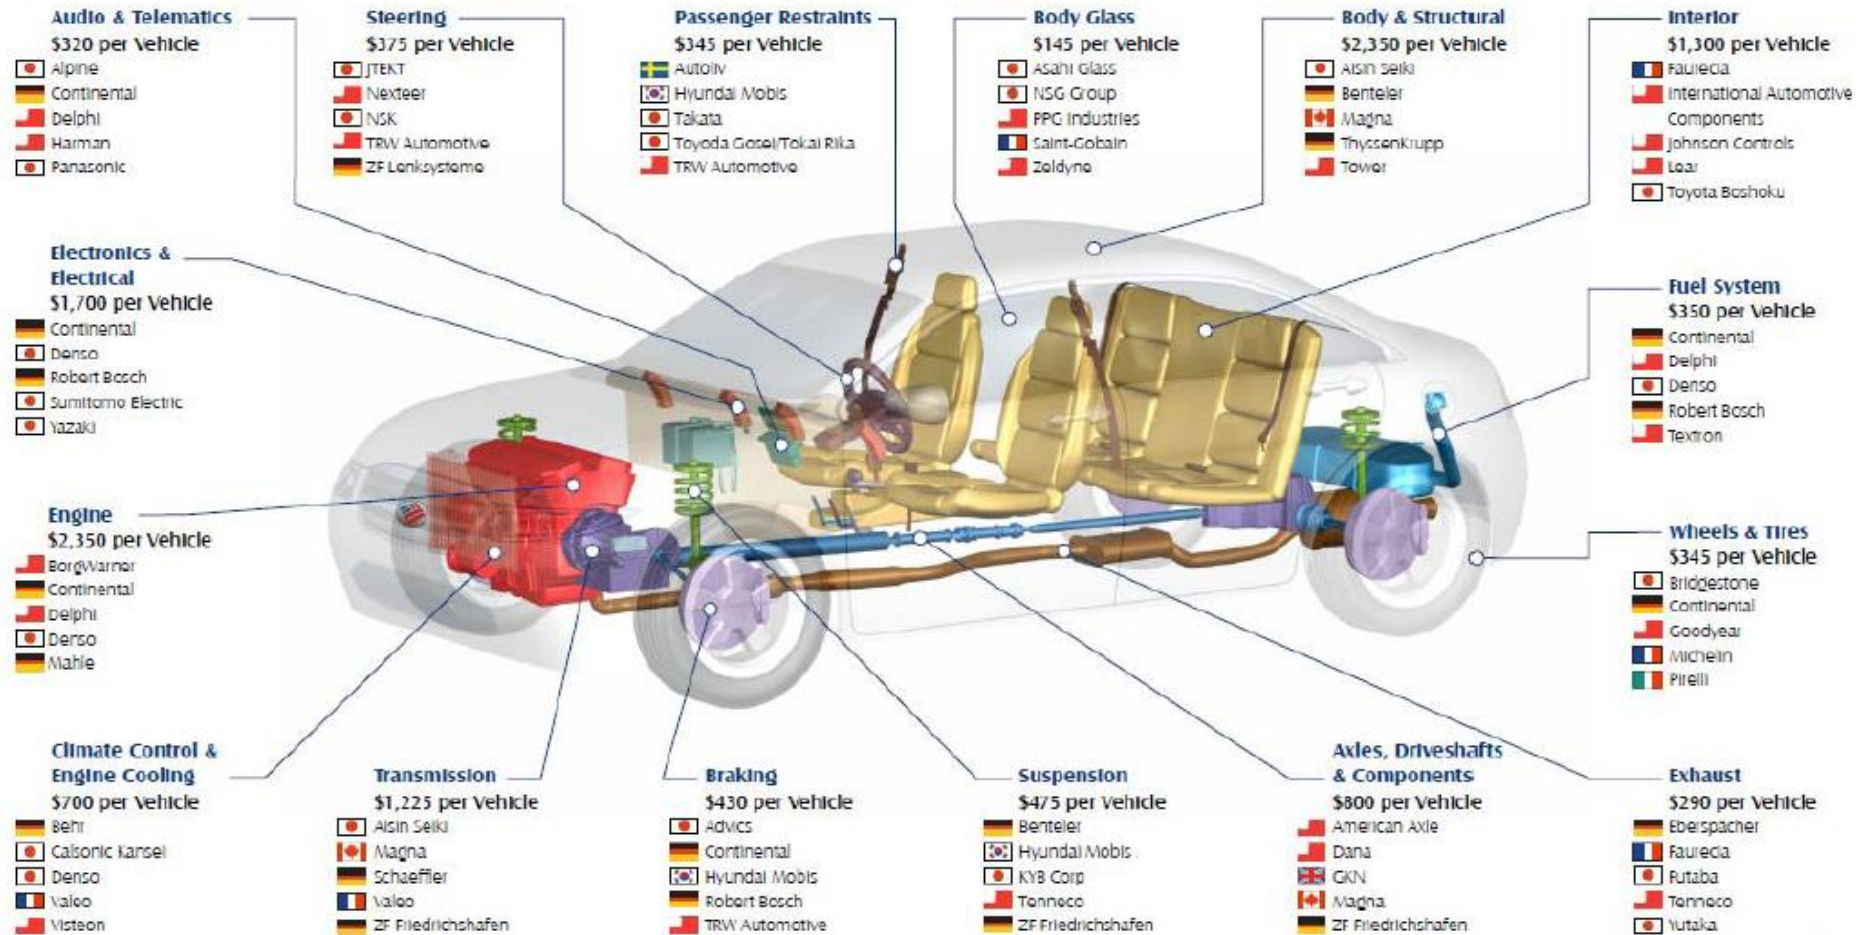 Audio & Telematics
$320 per Vehicle
Alpine
Continental
Delphi
Harman
Panasonic
Steering
$375 per Vehicle
JTEKT
Nexteer
NSK
TRW Automotive
ZF Lenksysteme
Passenger Restraints
$345 per Vehicle
Autoliv
Hyundai Mobis
Takata
Toyoda Gosei/Tokai Rika
TRW Automotive
Body Glass
$145 per Vehicle
Asahi Glass
NSG Group
PPG Industries
Saint-Gobain
Zeldyne
Body & Structural
$2,350 per Vehicle
Aisin Seiki
Benteler
Magna
ThyssenKrupp
Tower
Interior
$1,300 per Vehicle
Faurecia
International Automotive
Components
Johnson Controls
Lear
Toyota Boshoku
Electronics &
Electrical
$1,700 per Vehicle
Continental
Denso
Robert Bosch
Sumitomo Electric
Yazaki
Fuel System
$350 per Vehicle
Continental
Delphi
Denso
Robert Bosch
Textron
Engine
$2,350 per Vehicle
BorgWarner
Continental
Delphi
Denso
Mahle
Wheels & Tires
$345 per Vehicle
Bridgestone
Continental
Goodyear
Michelin
Pirelli
Climate Control &
Engine Cooling
$700 per Vehicle
Behr
Calsonic Kansei
Denso
Valeo
Visteon
Transmission
$1,225 per Vehicle
Aisin Seiki
Magna
Schaeffler
Valeo
ZF Friedrichshafen
Braking
$430 per Vehicle
Advics
Continental
Hyundai Mobis
Robert Bosch
TRW Automotive
Suspension
$475 per Vehicle
Benteler
Hyundai Mobis
KYB Corp
Tenneco
ZF Friedrichshafen
Axles, Driveshafts
& Components
$800 per Vehicle
American Axle
Dana
GKN
Magna
ZF Friedrichshafen
Exhaust
$290 per Vehicle
Eberspacher
Faurecia
Futaba
Tenneco
Yutaka